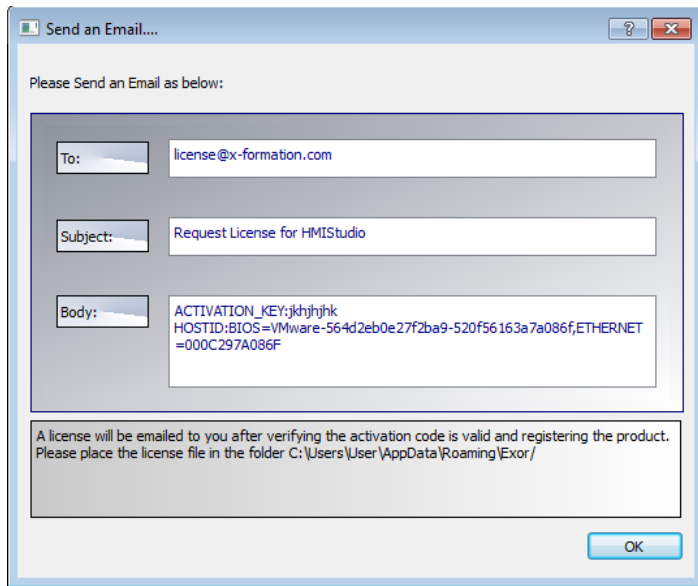 Send an Email....
Please Send an Email as below:
To:
license@x-formation.com
Subject:
Request License for HMIStudio
Body:
ACTIVATION_KEY:jkhjhjhk
HOSTID:BIOS=VMware-564d2eb0e27f2ba9-520f56163a7a086f,ETHERNET
=000C297A086F
A license will be emailed to you after verifying the activation code is valid and registering the product.
Please place the license file in the folder C:\Users\User\AppData\Roaming\Exor/
OK